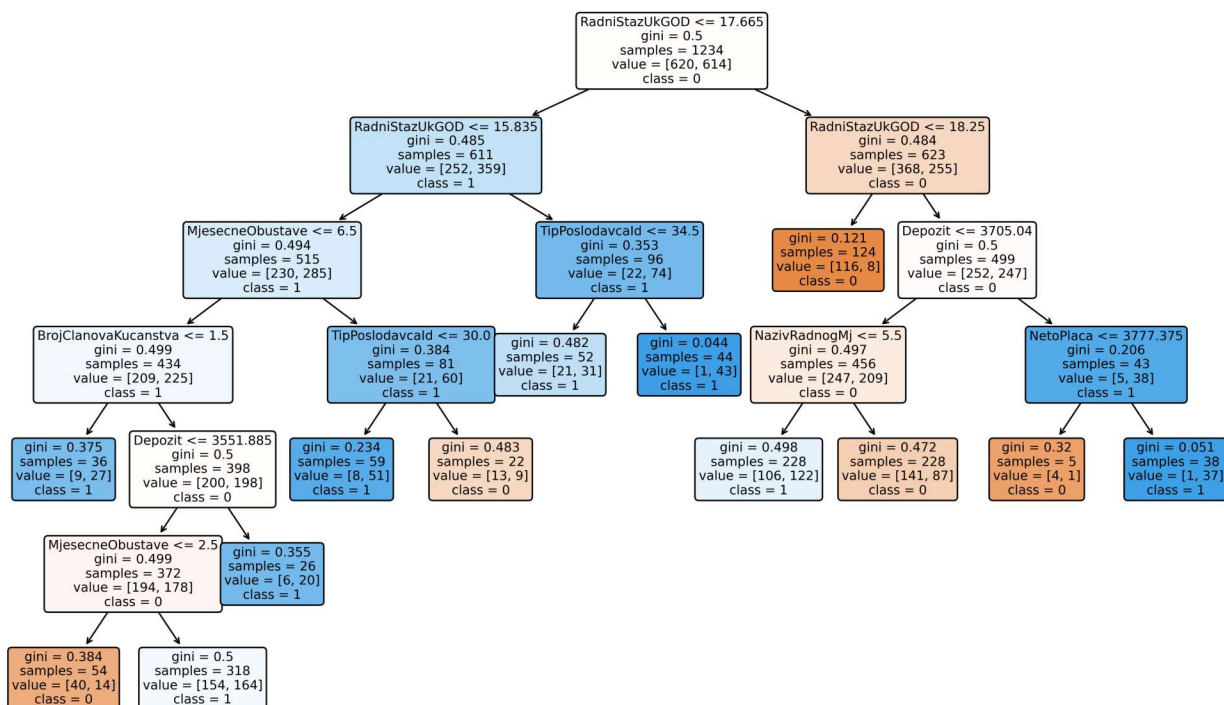 RadniStazUkGOD <= 17.665
gini = 0.5
samples = 1234
value = [620, 614]
class = 0
RadniStazUkGOD <= 15.835
gini = 0.485
samples = 611
value = [252, 359]
class = 1
RadniStazUkGOD <= 18.25
gini = 0.484
samples = 623
value = [368, 255]
class = 0
MjesecneObustave <= 6.5
gini = 0.494
samples = 515
value = [230, 285]
class = 1
TipPoslodavcaId <= 34.5
gini = 0.353
samples = 96
value = [22, 74]
class = 1
gini = 0.121
samples = 124
value = [116, 8]
class = 0
Depozit <= 3705.04
gini = 0.5
samples = 499
value = [252, 247]
class = 0
BrojClanovaKucanstva <= 1.5
gini = 0.499
samples = 434
value = [209, 225]
class = 1
TipPoslodavcaId <= 30.0
gini = 0.384
samples = 81
value = [21, 60]
class = 1
gini = 0.482
samples = 52
value = [21, 31]
class = 1
gini = 0.044
samples = 44
value = [1, 43]
class = 1
NazivRadnogMj <= 5.5
gini = 0.497
samples = 456
value = [247, 209]
class = 0
NetoPlaca <= 3777.375
gini = 0.206
samples = 43
value = [5, 38]
class = 1
gini = 0.375
samples = 36
value = [9, 27]
class = 1
Depozit <= 3551.885
gini = 0.5
samples = 398
value = [200, 198]
class = 0
gini = 0.234
samples = 59
value = [8, 51]
class = 1
gini = 0.483
samples = 22
value = [13, 9]
class = 0
gini = 0.498
samples = 228
value = [106, 122]
class = 1
gini = 0.472
samples = 228
value = [141, 87]
class = 0
gini = 0.32
samples = 5
value = [4, 1]
class = 0
gini = 0.051
samples = 38
value = [1, 37]
class = 1
MjesecneObustave <= 2.5
gini = 0.499
samples = 372
value = [194, 178]
class = 0
gini = 0.355
samples = 26
value = [6, 20]
class = 1
gini = 0.384
samples = 54
value = [40, 14]
class = 0
gini = 0.5
samples = 318
value = [154, 164]
class = 1